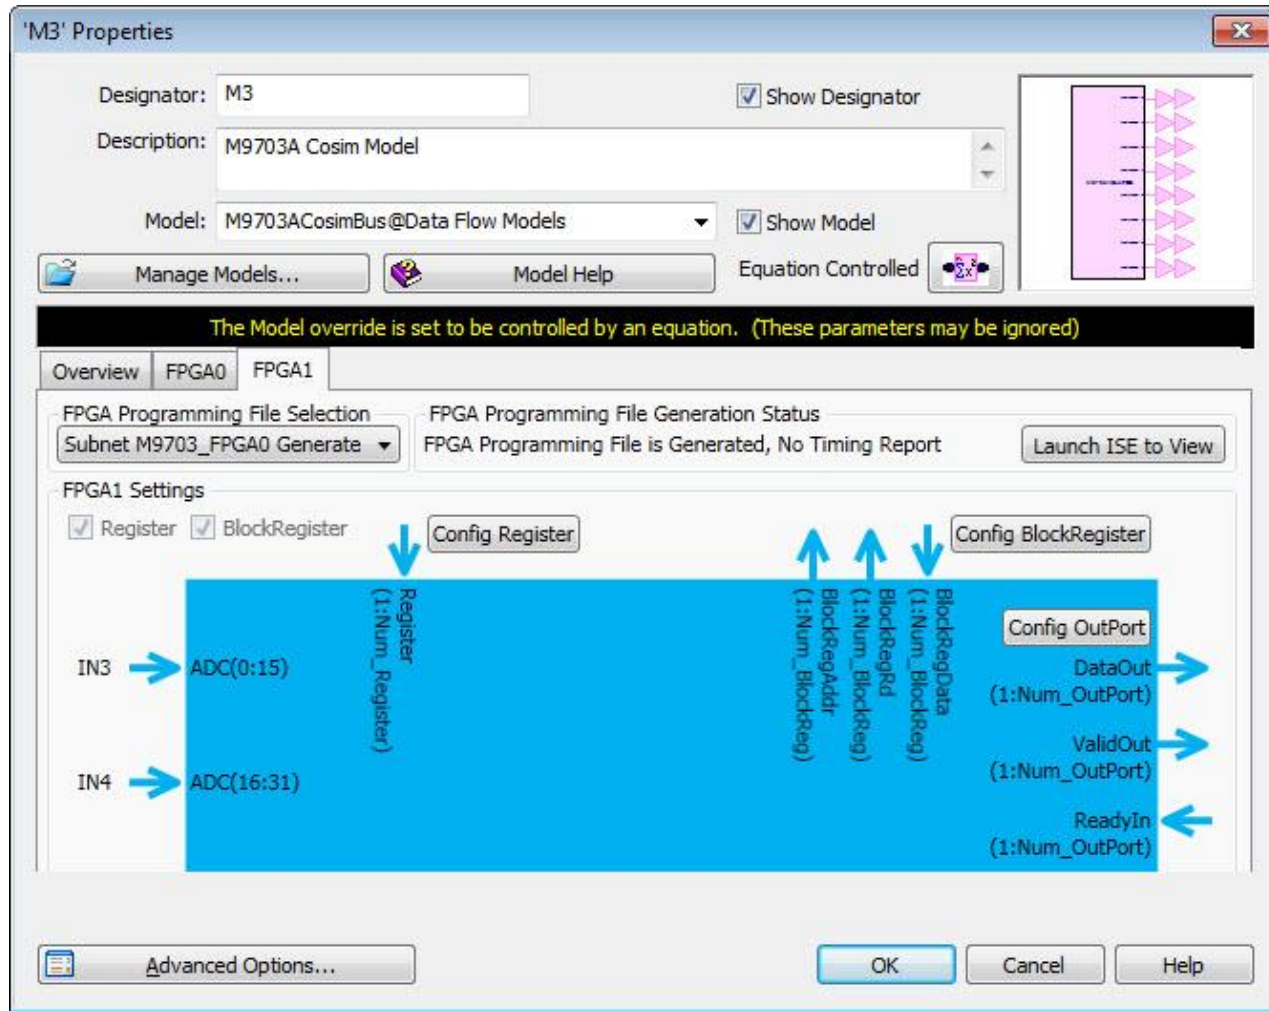 'M3' Properties
Designator: M3
Show Designator
Description: M9703A Cosim Model
Model: M9703ACosimBus@Data Flow Models
Show Model
Manage Models...
Model Help
Equation Controlled
The Model override is set to be controlled by an equation. (These parameters may be ignored)
Overview FPGA0 FPGA1
FPGA Programming File Selection
Subnet M9703_FPGA0 Generate
FPGA Programming File Generation Status
FPGA Programming File is Generated, No Timing Report
Launch ISE to View
FPGA1 Settings
Register BlockRegister
Config Register
Config BlockRegister
Register
(1:Num_Register)
BlockRegAddr
(1:Num_BlockReg)
BlockRegRd
(1:Num_BlockReg)
BlockRegData
(1:Num_BlockReg)
Config OutPort
IN3 ADC(0:15)
DataOut
(1:Num_OutPort)
IN4 ADC(16:31)
ValidOut
(1:Num_OutPort)
ReadyIn
(1:Num_OutPort)
Advanced Options...
OK
Cancel
Help